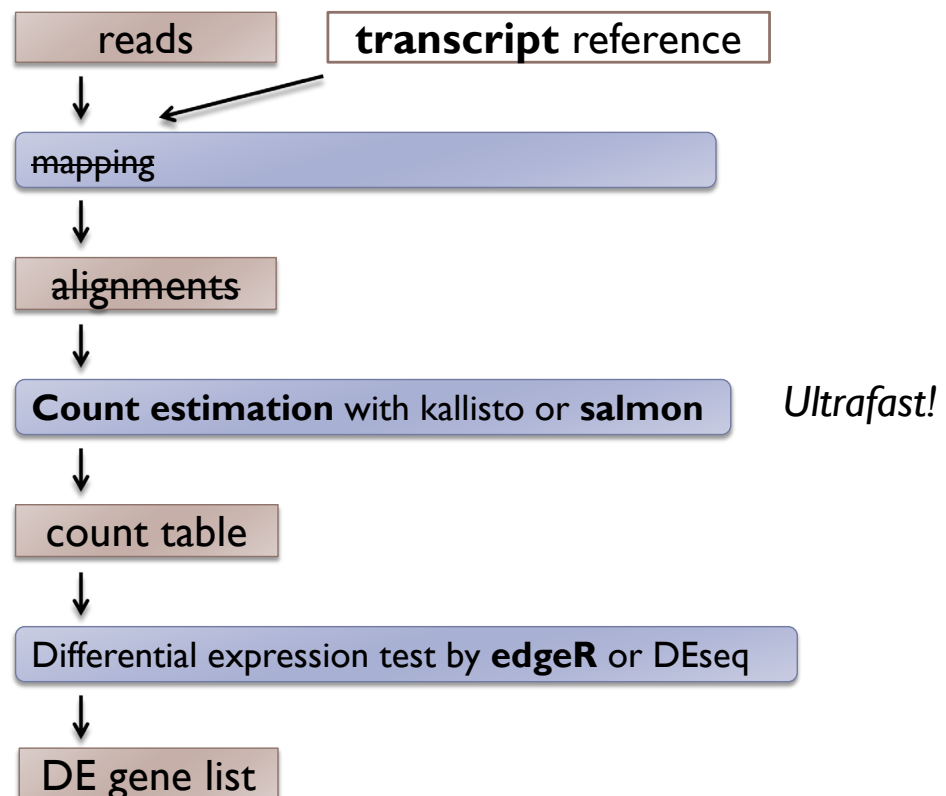 reads
transcript reference
mapping
alignments
Count estimation with kallisto or salmon
Ultrafast!
count table
Differential expression test by edgeR or DEseq
DE gene list